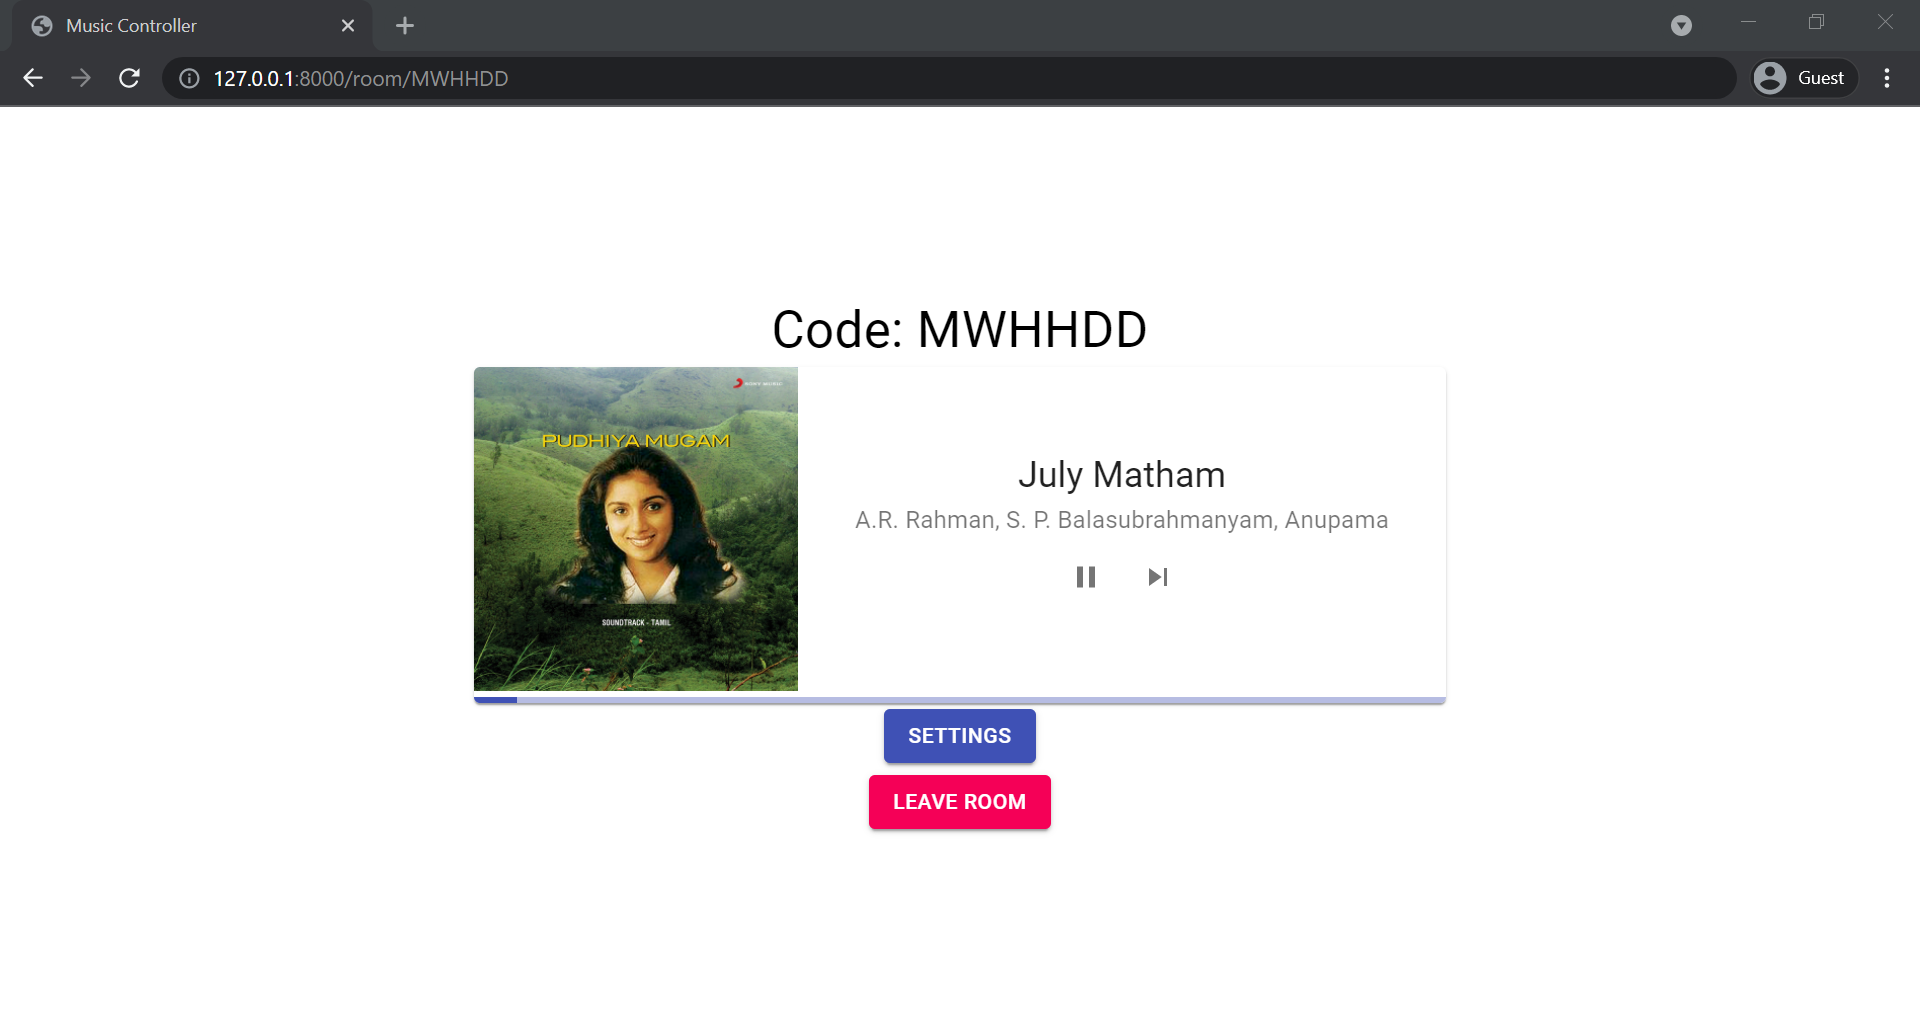 Music Controller
127.0.0.1:8000/room/MWHHDD
Guest
Code: MWHHDD
PUDHIYA MUGAM
SOUNDTRACK - TAMIL
July Matham
A.R. Rahman, S. P. Balasubrahmanyam, Anupama
SETTINGS
LEAVE ROOM